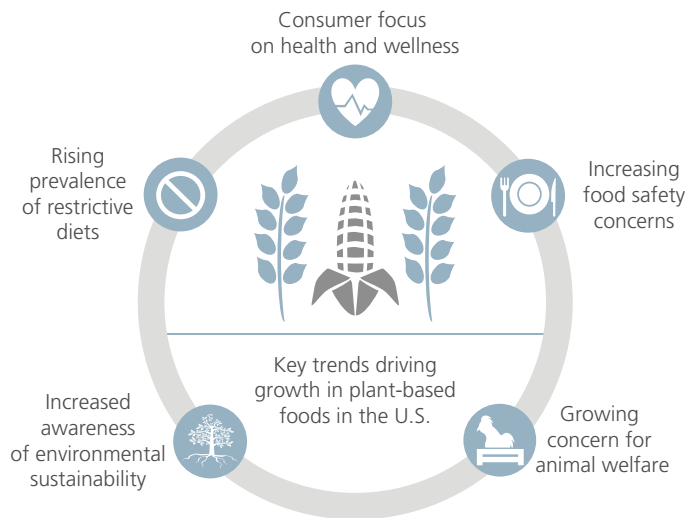 Consumer focus
on health and wellness
Rising
prevalence
of restrictive
diets
Increasing
food safety
concerns
Key trends driving
growth in plant-based
foods in the U.S.
Increased
awareness
of environmental
sustainability
Growing
concern for
animal welfare